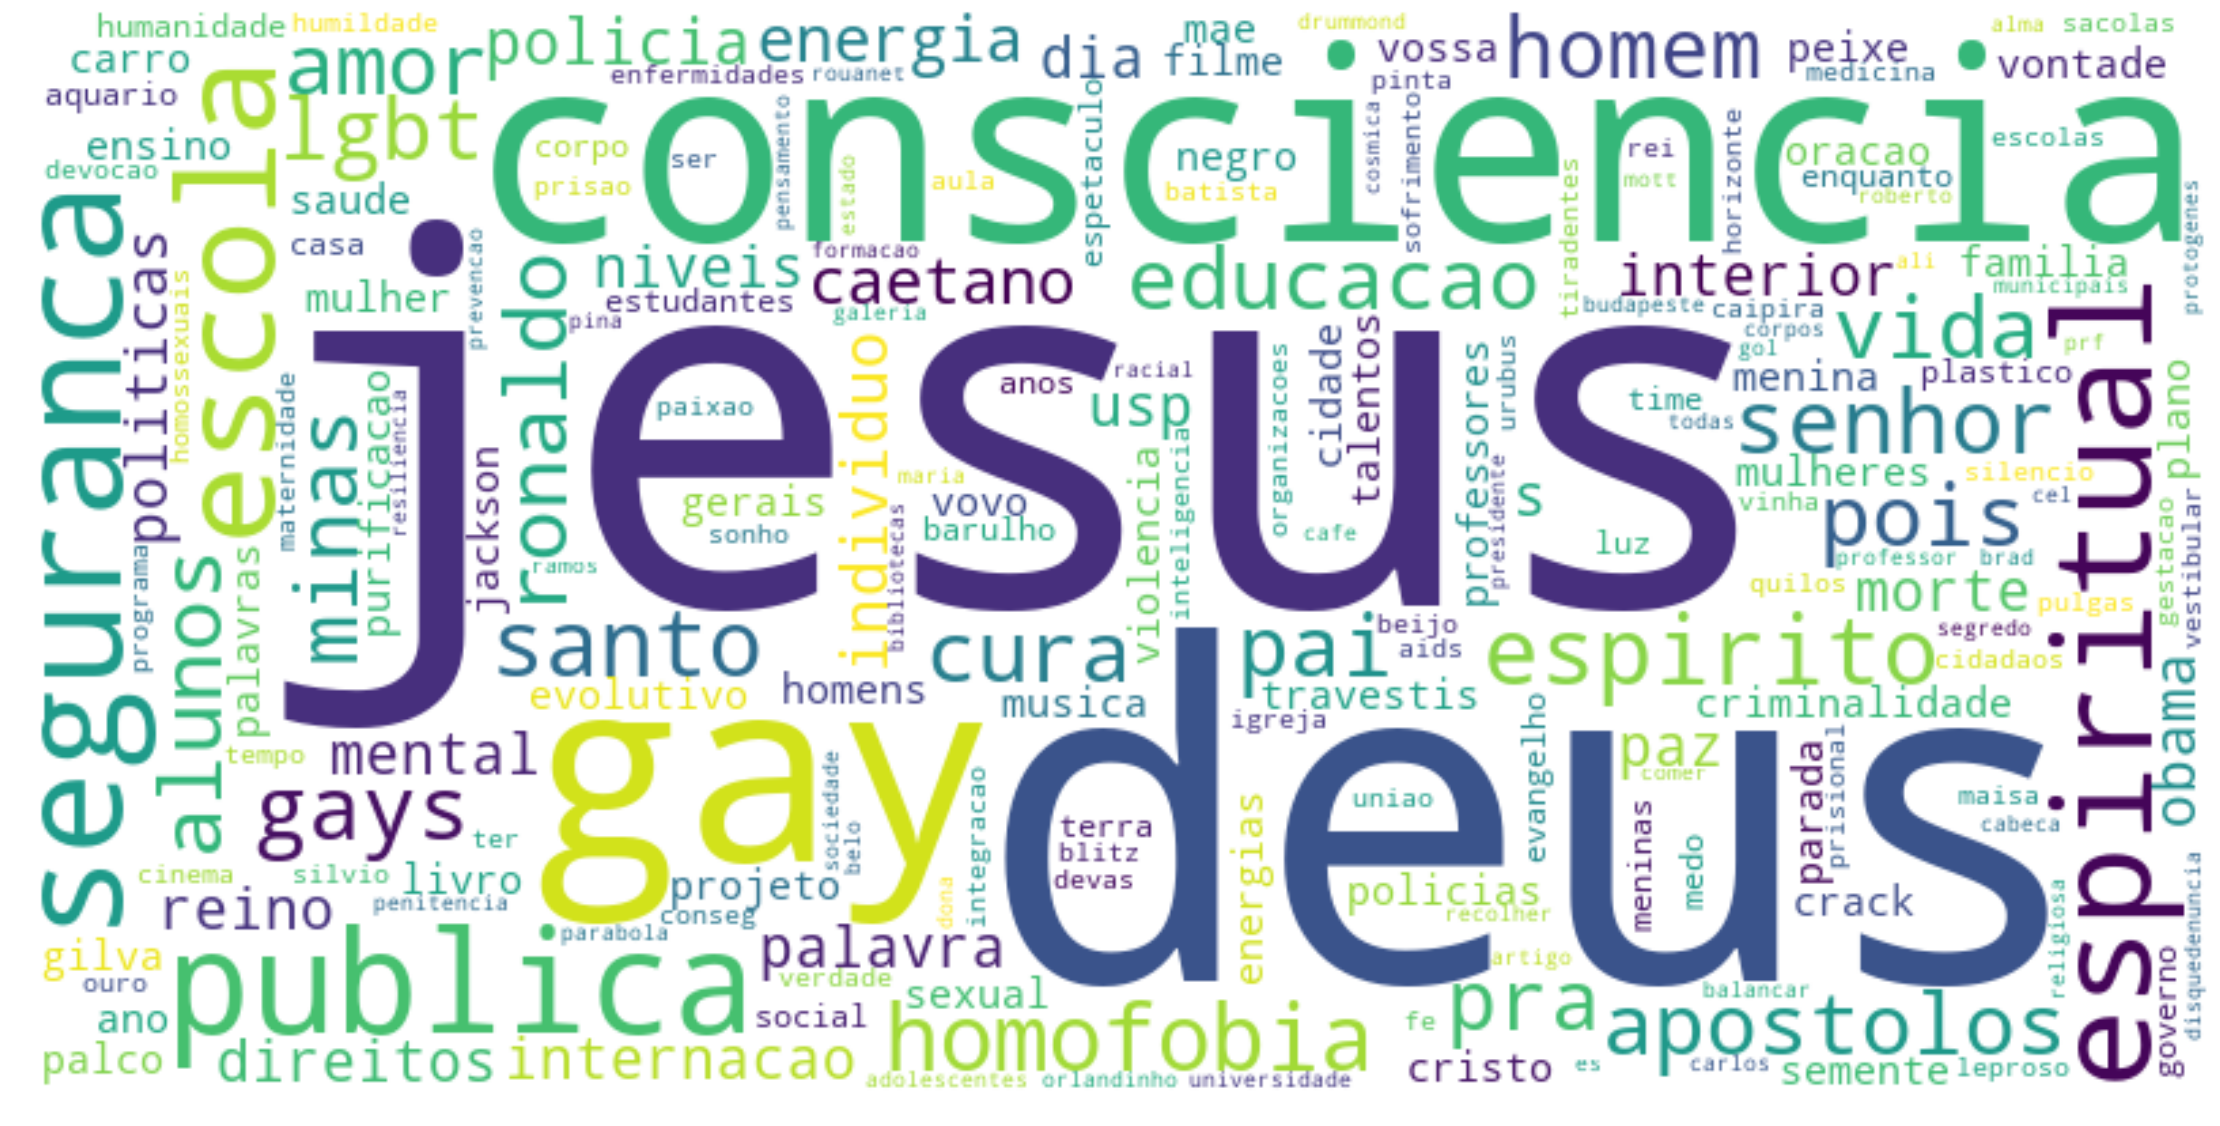 humanidade
humildade
carro
amor
policia
energia
dia
mae
filme
drummond
vossa
homem
peixe
alma
sacolas
medicina
vontade
aquario
enfermidades
rouanet
pinta
ensino
lgbt
consciencia
devocao
escola
corpo
ser
prisao
pensamento
estado
aula
espetaculo
negro
batista
cosmica
sofrimento
rei
mott
horizonte
oracao
enquanto
roberto
escolas
saude
casa
mulher
prevencao
ronaldo
niveis
formacao
caetano
estudantes
pina
galeria
educacao
tiradentes
interior
ali
familia
municipais
protogenes
budapeste
caipira
corpos
gol
vida
prf
seguranca
politicas
homossexuais
jesus
paixao
individuo
anos
racial
usp
organizacoes
cidade
talentos
professores
urubus
time
todas
menina
plastico
senhor
espiritual
plano
maternidade
minas
purificacao
resiliencia
jackson
gerais
sonho
maria
vovo
barulho
bibliotecas
violencia
inteligencia
cafe
presidente
s
luz
mulheres
silencio
vinha
pois
cel
professor
brad
gestacao
vestibular
programa
alunos
palavras
ramos
quilos
morte
pulgas
santo
cura
pai
beijo
aids
espirito
segredo
cidadaos
obama
evolutivo
homens
musica
travestis
igreja
criminalidade
tempo
mental
gay
deus
evangelho
paz
comer
parada
prisional
gays
ter
sociedade
belo
integracao
terra
blitz
devas
energias
uniao
meninas
medo
maisa
cabeca
cinema
silvio
livro
penitencia
projeto
conseg
dona
policias
recolher
crack
reino
gilva
ouro
publica
parabola
palavra
verdade
artigo
religiosa
governo
disquedenuncia
ano
sexual
social
homofobia
fe
pra
balancar
apostolos
palco
direitos
internacao
adolescentes
orlandinho
universidade
cristo
es
carlos
semente
leproso